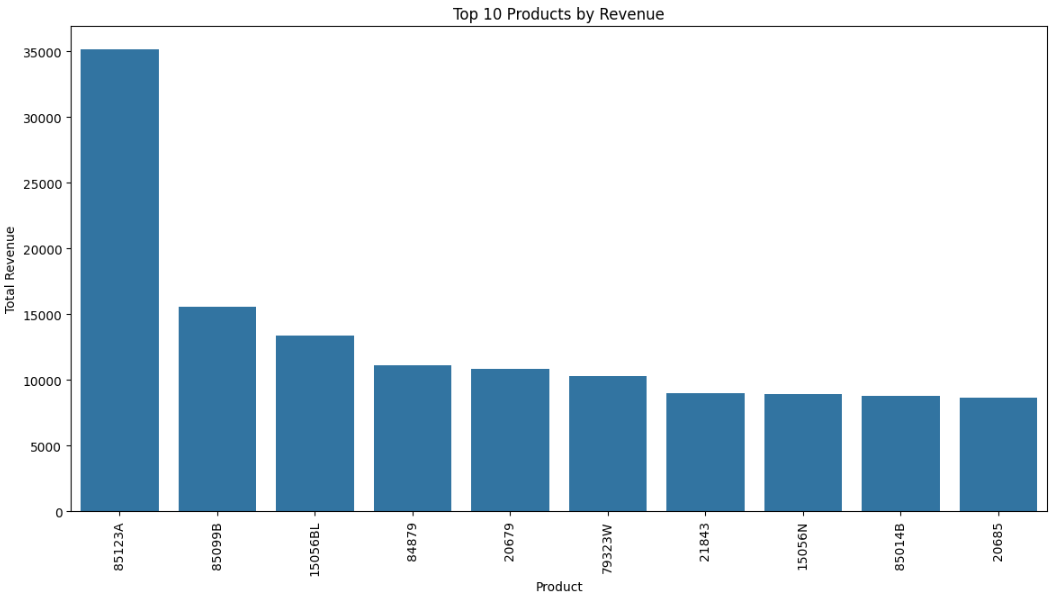 Top 10 Products by Revenue
Total Revenue
35000
30000
25000
20000
15000
10000
5000
0
85123A
85099B
15056BL
84879
20679
79323W
21843
15056N
85014B
20685
Product